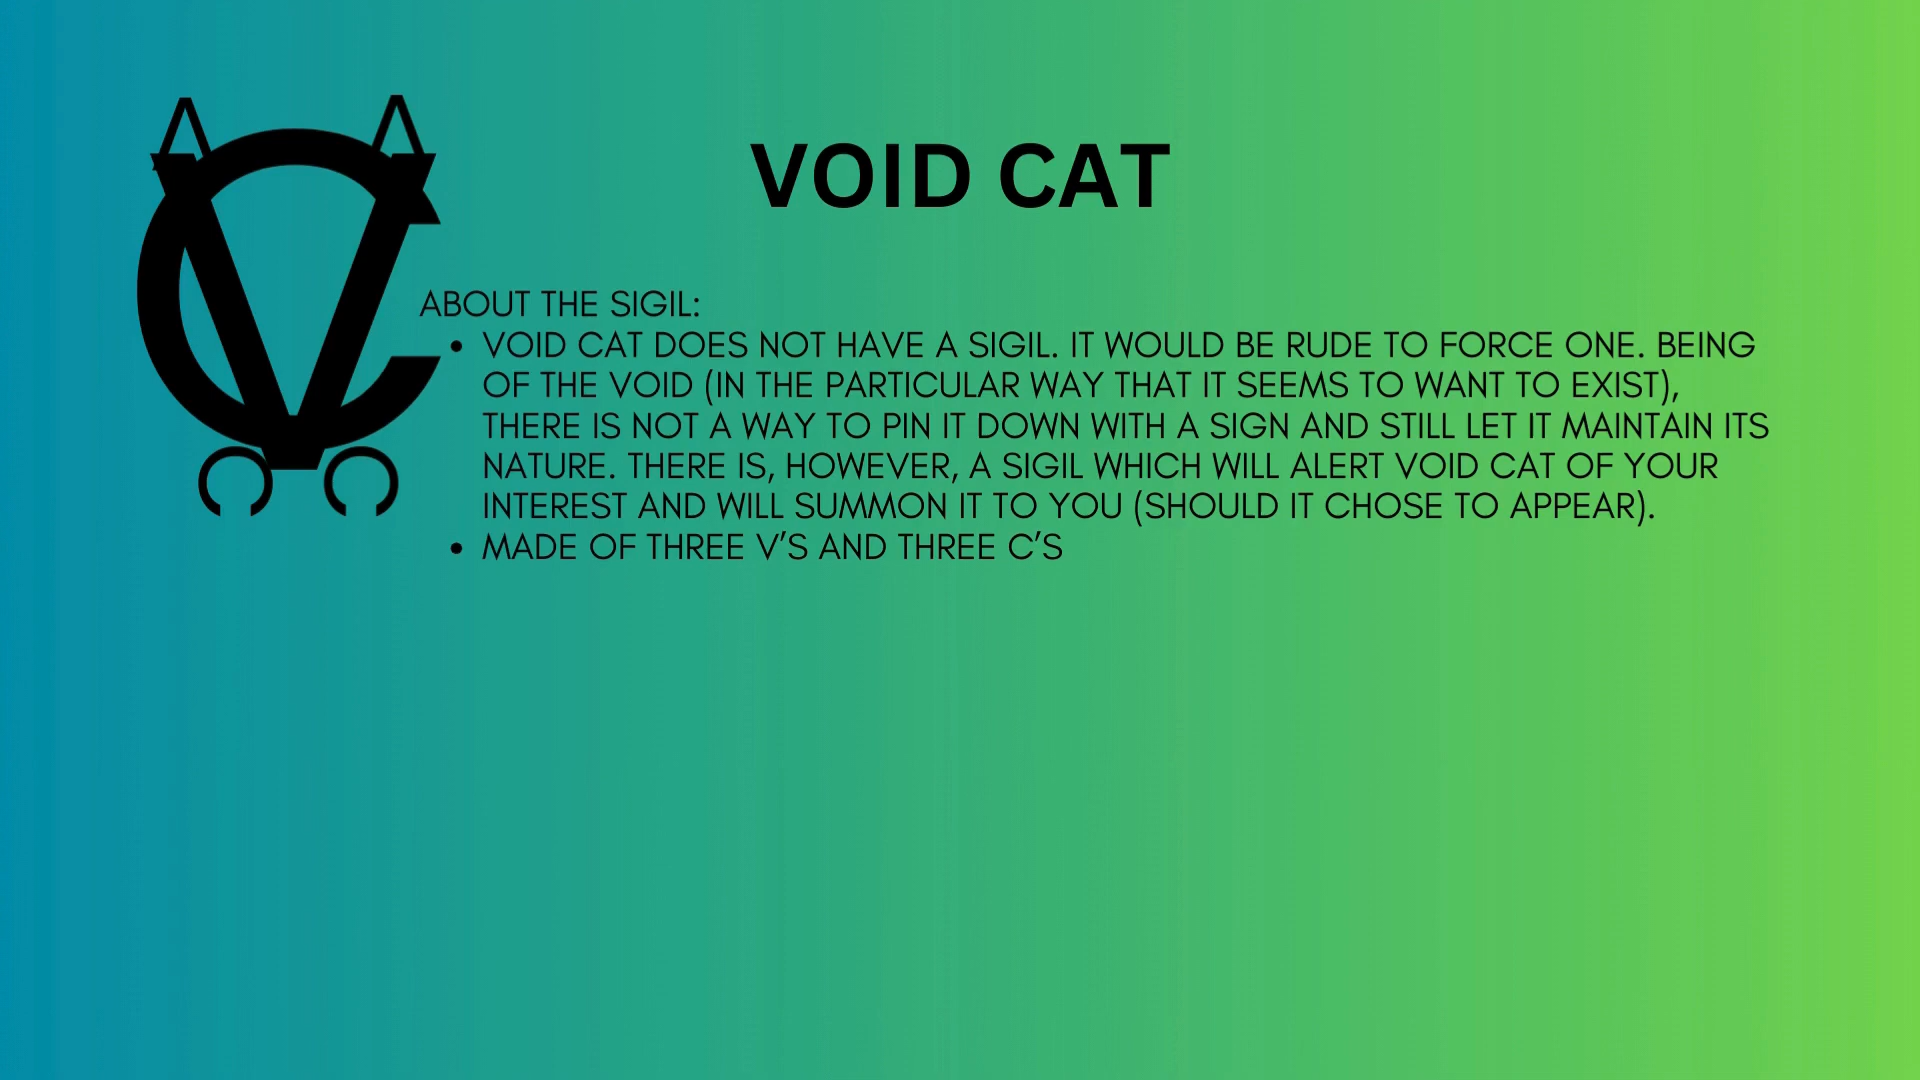 VOID CAT
ABOUT THE SIGIL:
• VOID CAT DOES NOT HAVE A SIGIL. IT WOULD BE RUDE TO FORCE ONE. BEING
OF THE VOID (IN THE PARTICULAR WAY THAT IT SEEMS TO WANT TO EXIST),
THERE IS NOT A WAY TO PIN IT DOWN WITH A SIGN AND STILL LET IT MAINTAIN ITS
NATURE. THERE IS, HOWEVER, A SIGIL WHICH WILL ALERT VOID CAT OF YOUR
INTEREST AND WILL SUMMON IT TO YOU (SHOULD IT CHOSE TO APPEAR).
• MADE OF THREE V’S AND THREE C’S